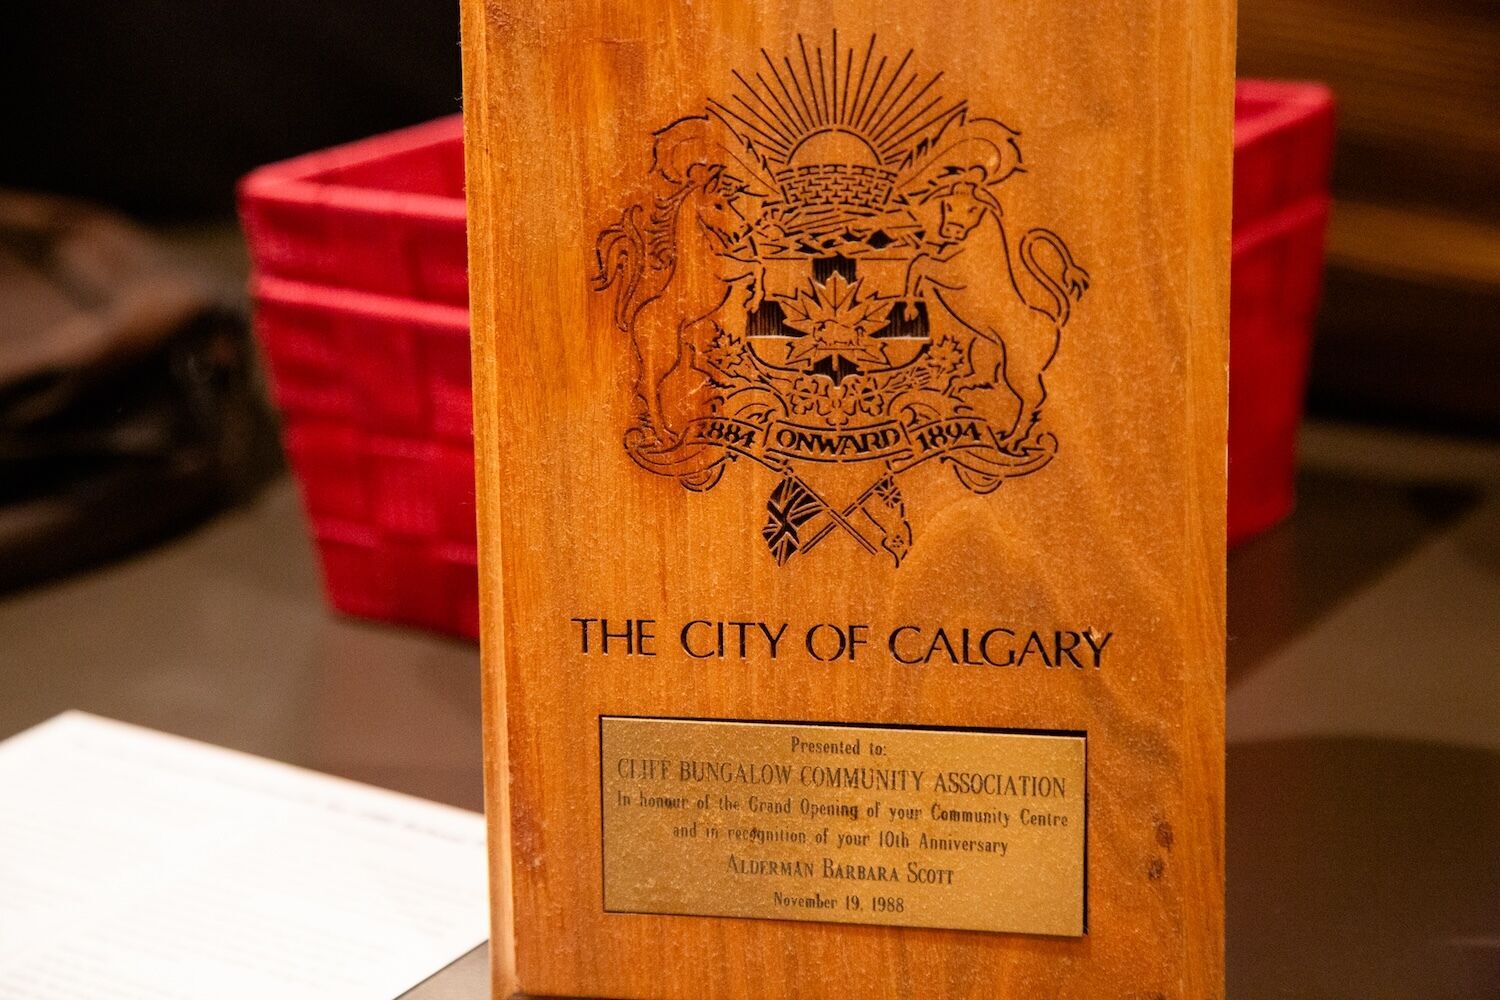 1884 ONWARD 1894
THE CITY OF CALGARY
Presented to:
CLIFF BUNGALOW COMMUNITY ASSOCIATION
In honour of the Grand Opening of your Community Centre
and in recognition of your 10th Anniversary
ALDERMAN BARBARA SCOTT
November 19, 1988